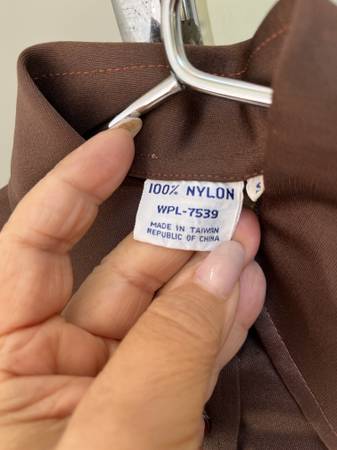 100% NYLON
WPL-7539
MADE IN TAIWAN
REPUBLIC OF CHINA
S